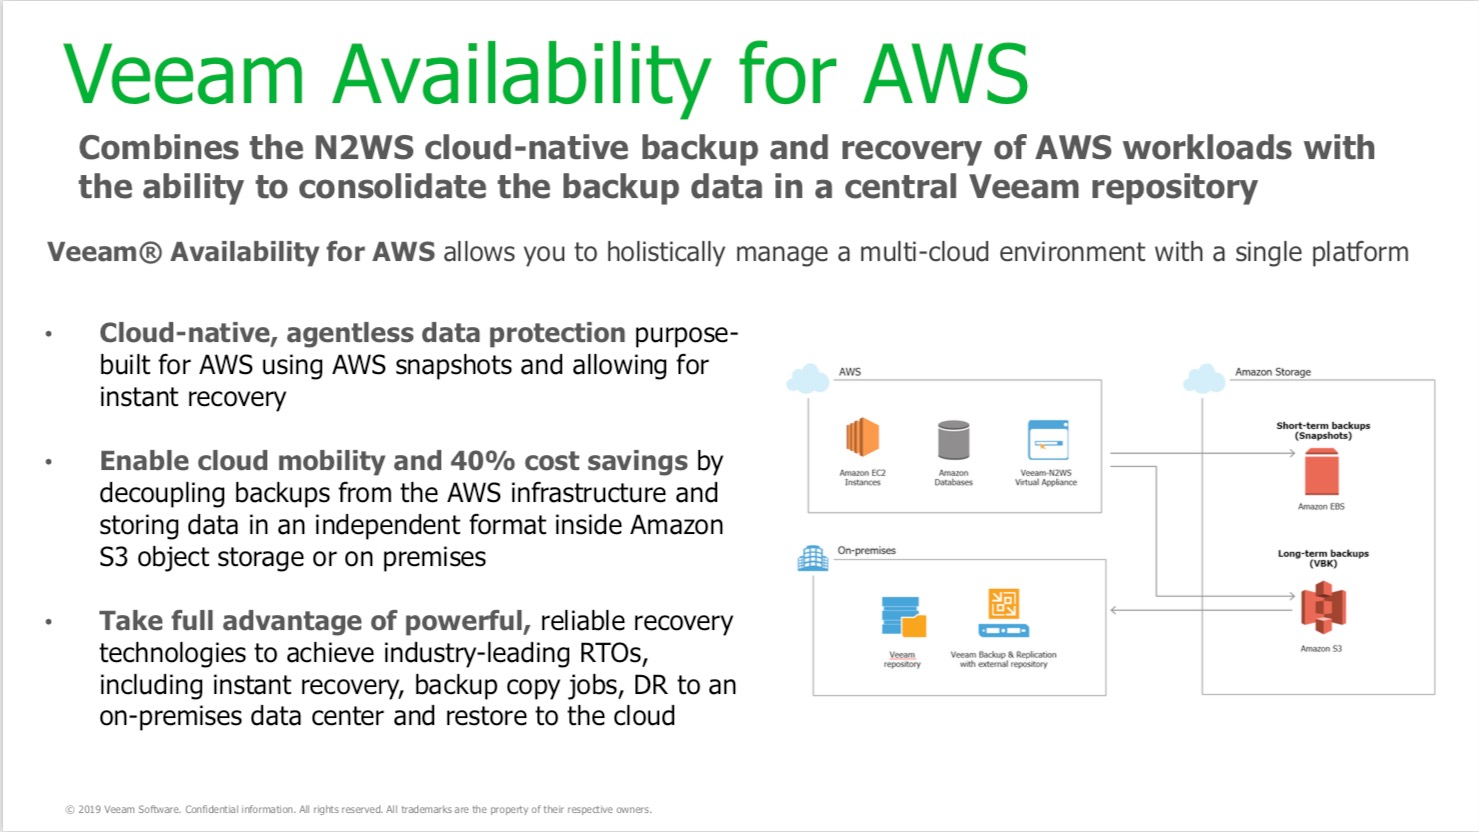 Veeam Availability for AWS
Combines the N2WS cloud-native backup and recovery of AWS workloads with
the ability to consolidate the backup data in a central Veeam repository
Veeam® Availability for AWS allows you to holistically manage a multi-cloud environment with a single platform
• Cloud-native, agentless data protection purpose-
built for AWS using AWS snapshots and allowing for
instant recovery
• Enable cloud mobility and 40% cost savings by
decoupling backups from the AWS infrastructure and
storing data in an independent format inside Amazon
S3 object storage or on premises
• Take full advantage of powerful, reliable recovery
technologies to achieve industry-leading RTOs,
including instant recovery, backup copy jobs, DR to an
on-premises data center and restore to the cloud
AWS
Amazon EC2
Instances
Amazon
Databases
Veeam-N2WS
Virtual Appliance
On-premises
Veeam
repository
Veeam Backup & Replication
with external repository
Amazon Storage
Short-term backups
(Snapshots)
Amazon EBS
Long-term backups
(VBK)
Amazon S3
© 2019 Veeam Software. Confidential information. All rights reserved. All trademarks are the property of their respective owners.